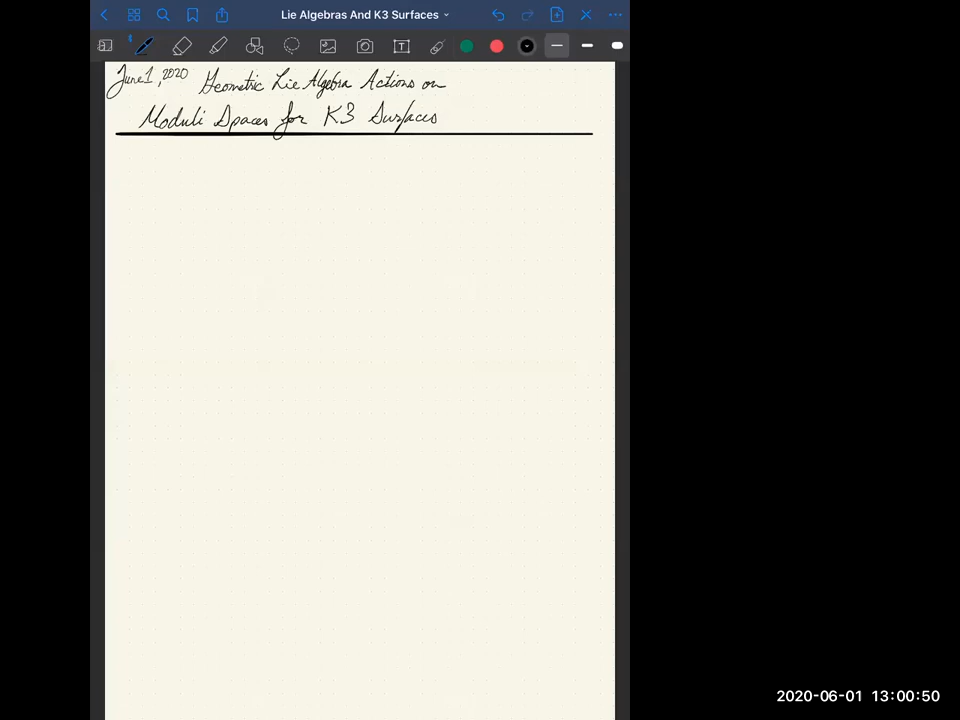 Lie Algebras And K3 Surfaces
T
June 1, 2020 Geometric Lie Algebra Actions on
Moduli Spaces for K3 Surfaces
2020-06-01 13:00:50